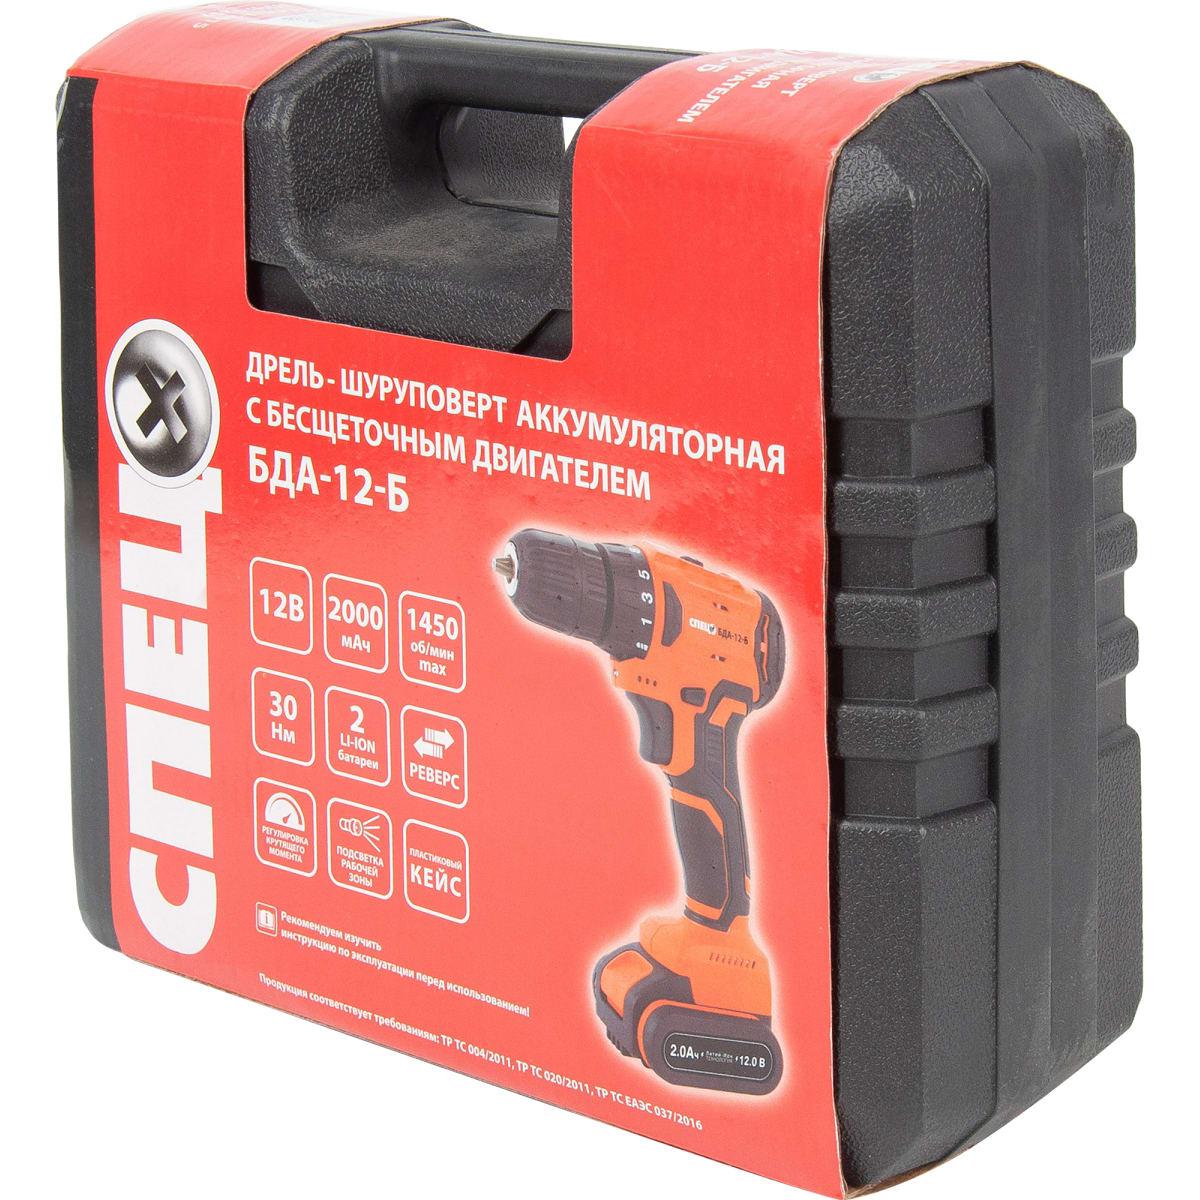 СПЕЦ
ДРЕЛЬ - ШУРУПОВЕРТ АККУМУЛЯТОРНАЯ
С БЕСЩЕТОЧНЫМ ДВИГАТЕЛЕМ
БДА-12-Б
12В
2000
мАч
1450
об/мин
max
30
Нм
2
LI-ION
батареи
РЕВЕРС
РЕГУЛИРОВКА
КРУТЯЩЕГО
МОМЕНТА
ПОДСВЕТКА
РАБОЧЕЙ
ЗОНЫ
ПЛАСТИКОВЫЙ
КЕЙС
1 3 5
СПЕЦ БДА-12-Б
2.0Ач Литий-Ион 12.0 В
ТЕХНОЛОГИЯ
Рекомендуем изучить
инструкцию по эксплуатации перед использованием!
Продукция соответствует требованиям: ТР ТС 004/2011, ТР ТС 020/2011, ТР ТС ЕАЭС 037/2016